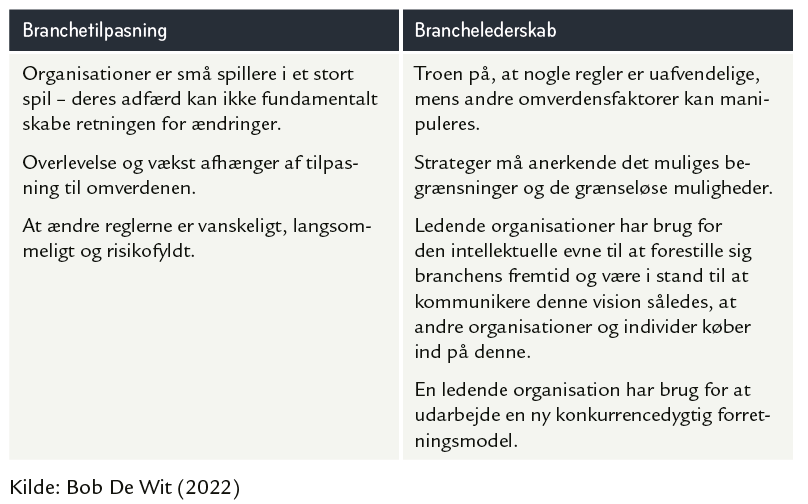 Branchetilpasning
Organisationer er små spillere i et stort
spil – deres adfærd kan ikke fundamentalt
skabe retningen for ændringer.
Overlevelse og vækst afhænger af tilpas-
ning til omverdenen.
At ændre reglerne er vanskeligt, langsom-
meligt og risikofyldt.
Branchelederskab
Troen på, at nogle regler er uafvendelige,
mens andre omverdensfaktorer kan mani-
puleres.
Strateger må anerkende det muliges be-
grænsninger og de grænseløse muligheder.
Ledende organisationer har brug for
den intellektuelle evne til at forestille sig
branchens fremtid og være i stand til at
kommunikere denne vision således, at
andre organisationer og individer køber
ind på denne.
En ledende organisation har brug for at
udarbejde en ny konkurrencedygtig forret-
ningsmodel.
Kilde: Bob De Wit (2022)